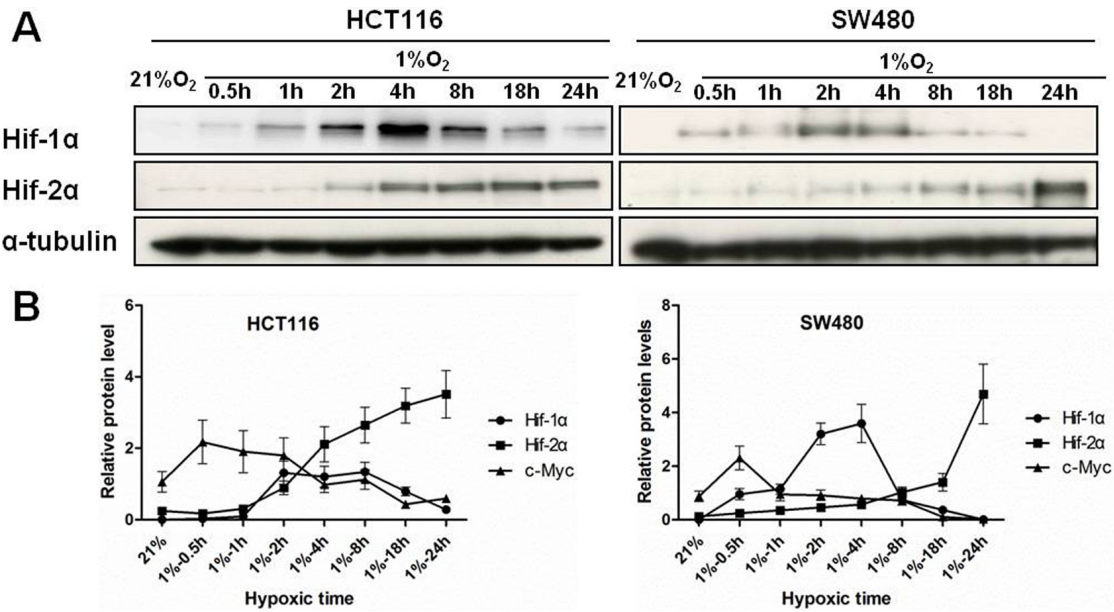 A
HCT116
SW480
21%O₂
1%O₂
0.5h 1h 2h 4h 8h 18h 24h
21%O₂
1%O₂
0.5h 1h 2h 4h 8h 18h 24h
Hif-1α
Hif-2α
α-tubulin
B
HCT116
Relative protein level
6
4
2
0
21% 1%-0.5h 1%-1h 1%-2h 1%-4h 1%-8h 1%-18h 1%-24h
Hypoxic time
Hif-1α
Hif-2α
c-Myc
SW480
Relative protein levels
8
6
4
2
0
21% 1%-0.5h 1%-1h 1%-2h 1%-4h 1%-8h 1%-18h 1%-24h
Hypoxic time
Hif-1α
Hif-2α
c-Myc